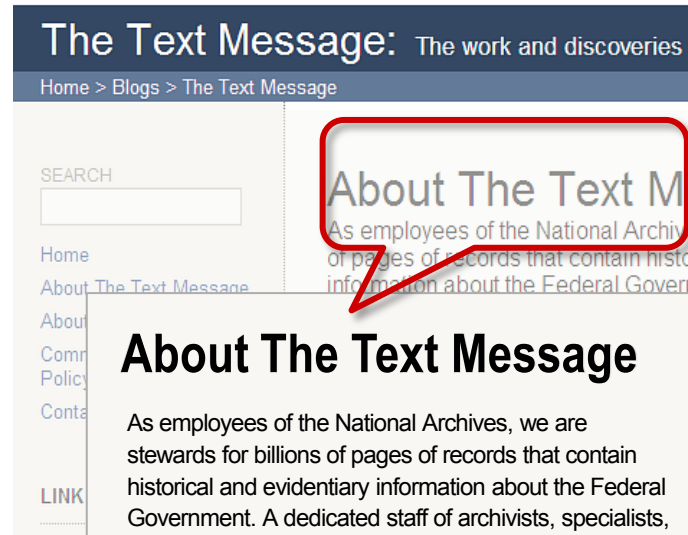 The Text Message: The work and discoveries
Home > Blogs > The Text Message
SEARCH
Home
About The Text Message
About
Policy
LINK
About The Text M
As employees of the National Archiv
of pages of records that contain histo
information about the Federal Govern
About The Text Message
As employees of the National Archives, we are
stewards for billions of pages of records that contain
historical and evidentiary information about the Federal
Government. A dedicated staff of archivists, specialists,